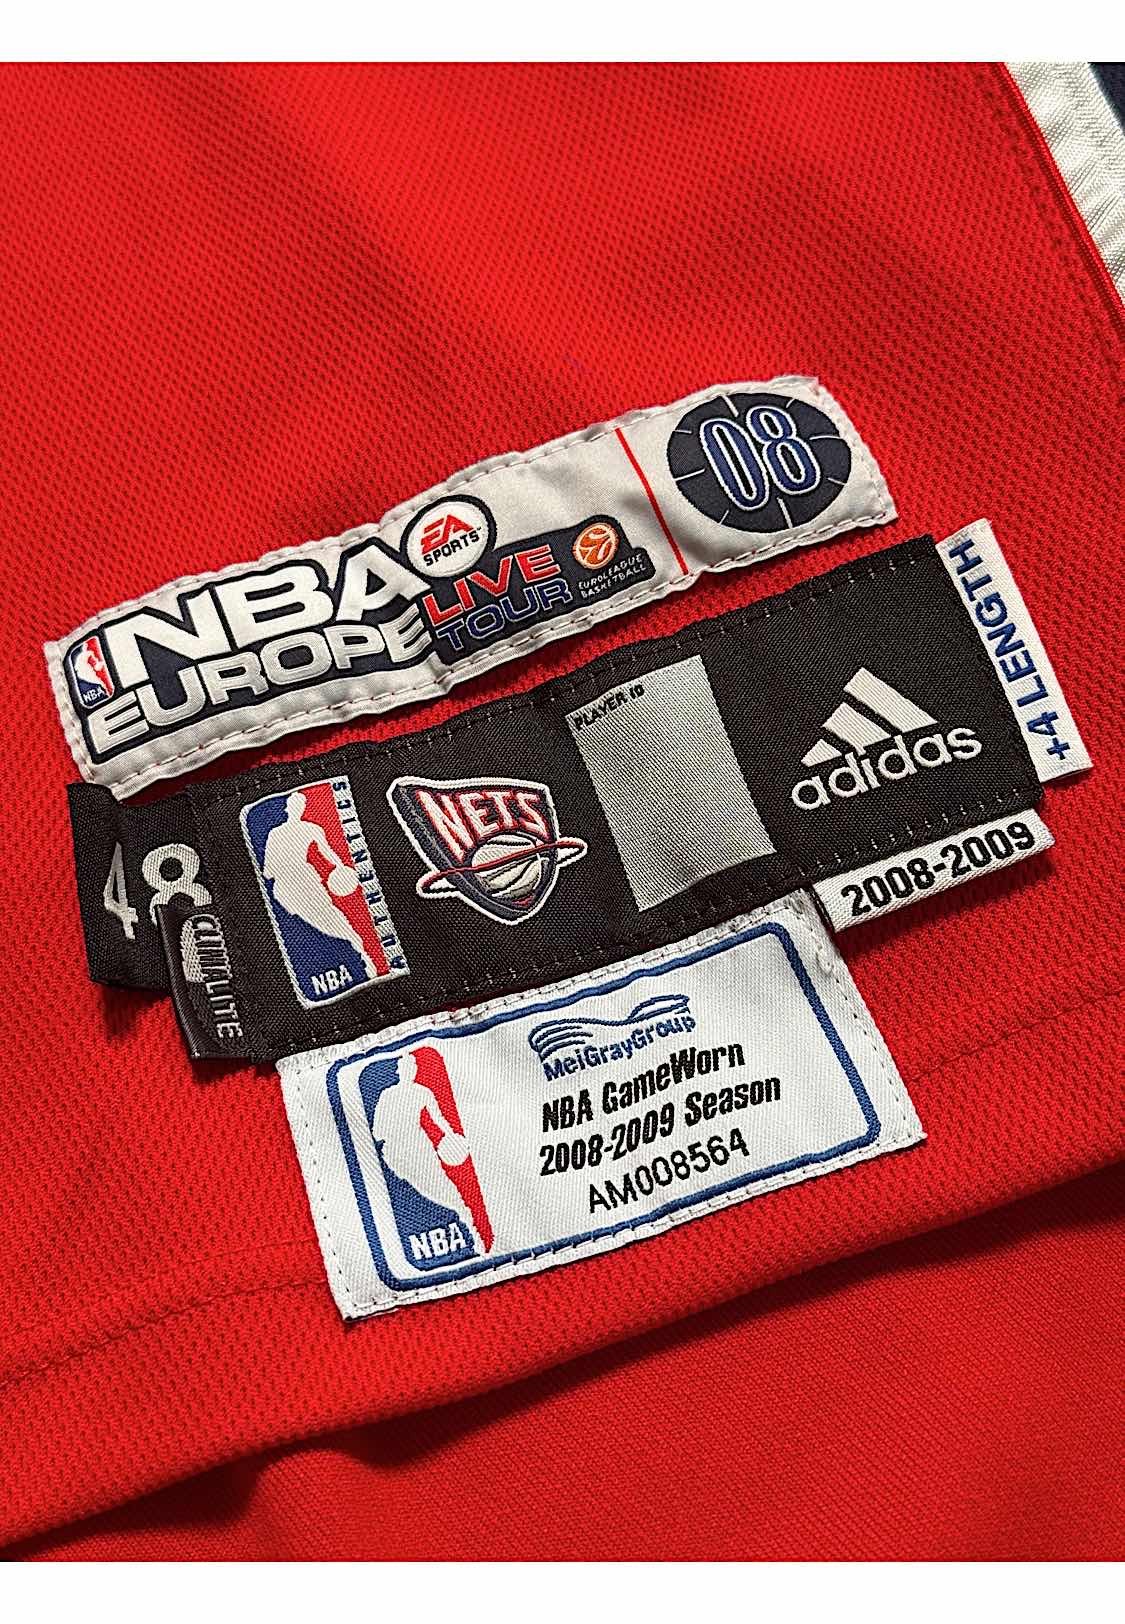 08
EA
SPORTS™
NBA
LIVE
EUROPE
TOUR
EUROLEAGUE
BASKETBALL
NBA
+4 LENGTH
PLAYER ID
adidas
NETS
AUTHENTICS
NBA
48
CLIMALITE
2008-2009
MeiGrayGroup
NBA GameWorn
2008-2009 Season
AM008564
NBA